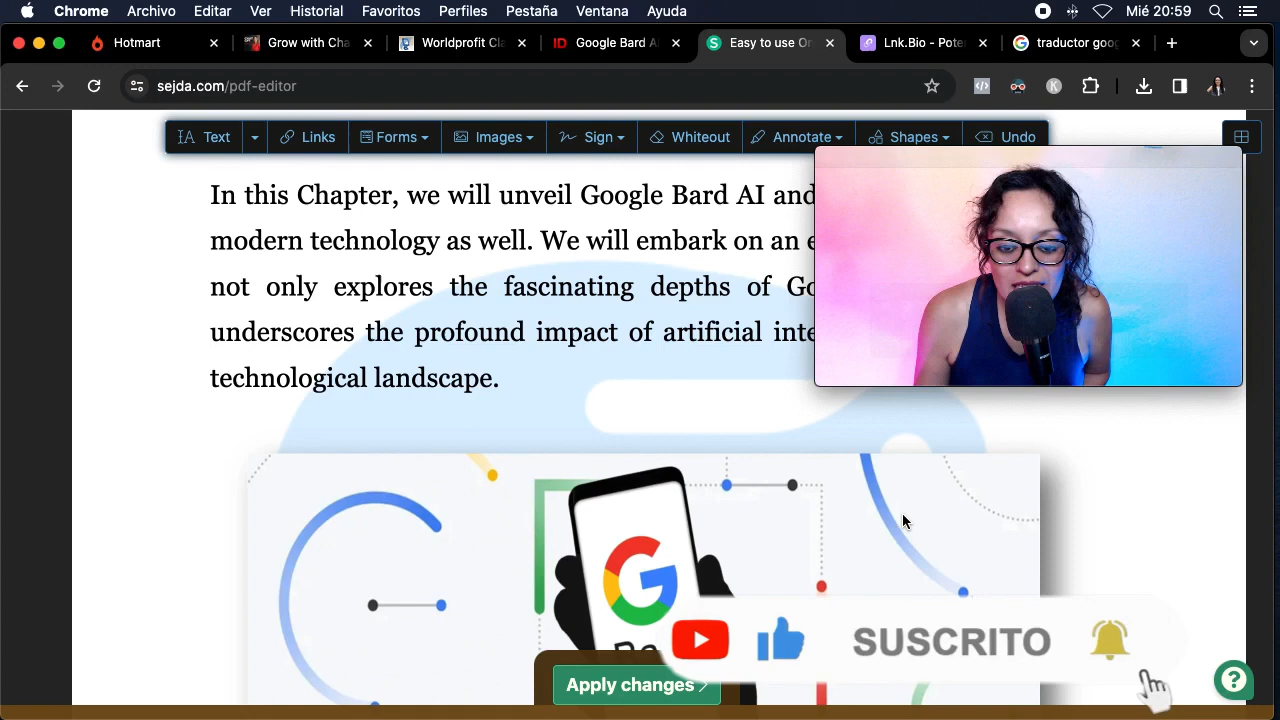 Chrome Archivo Editar Ver Historial Favoritos Perfiles Pestaña Ventana Ayuda Mié 20:59
Hotmart
Grow with Cha
Worldprofit Cla
ID Google Bard AI
S Easy to use On
Lnk.Bio - Pote
traductor goog
sejda.com/pdf-editor
K
Text Links Forms Images Sign Whiteout Annotate Shapes Undo
In this Chapter, we will unveil Google Bard AI and
modern technology as well. We will embark on an e
not only explores the fascinating depths of Go
underscores the profound impact of artificial inte
technological landscape.
G
SUSCRITO
Apply changes
?